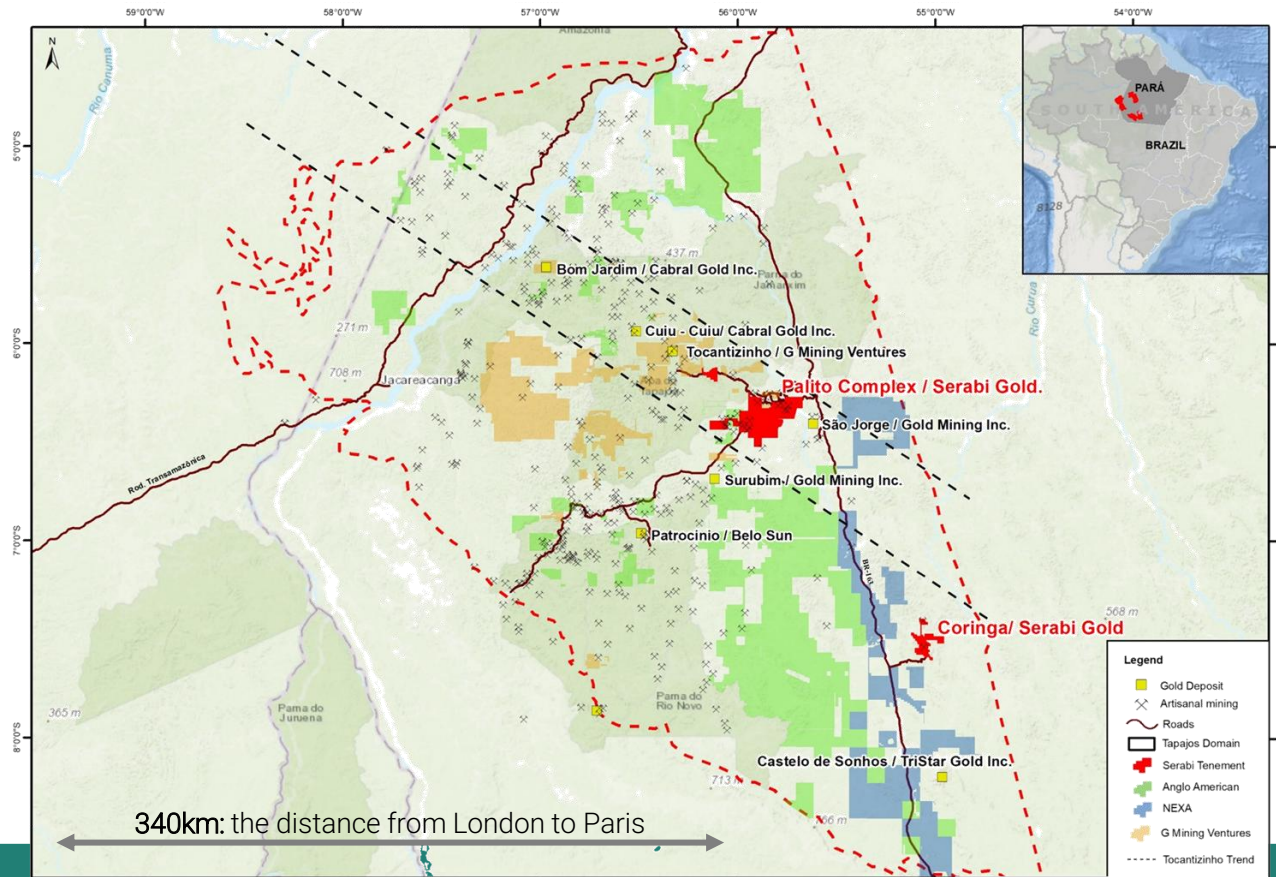 59°0'0"W
58°0'0"W
57°0'0"W
56°0'0"W
55°0'0"W
54°0'0"W
N
Amazônia
Rio Canuma
PARÁ
SOUTH AMERICA
BRAZIL
8128
5°0'0"S
437 m
Bom Jardim / Cabral Gold Inc.
Parna do
Jamanxim
Rio Curua
271 m
Cuiu - Cuiu/ Cabral Gold Inc.
6°0'0"S
Tocantizinho / G Mining Ventures
708 m
Jacareacanga
Palito Complex / Serabi Gold.
São Jorge / Gold Mining Inc.
Rod. Transamazônica
Surubim / Gold Mining Inc.
7°0'0"S
Patrocinio / Belo Sun
BR-163
568 m
Coringa/ Serabi Gold
365 m
Parna do
Juruena
Parna do
Rio Novo
8°0'0"S
Castelo de Sonhos / TriStar Gold Inc.
713 m
340km: the distance from London to Paris
Legend
Gold Deposit
Artisanal mining
Roads
Tapajos Domain
Serabi Tenement
Anglo American
NEXA
G Mining Ventures
Tocantizinho Trend